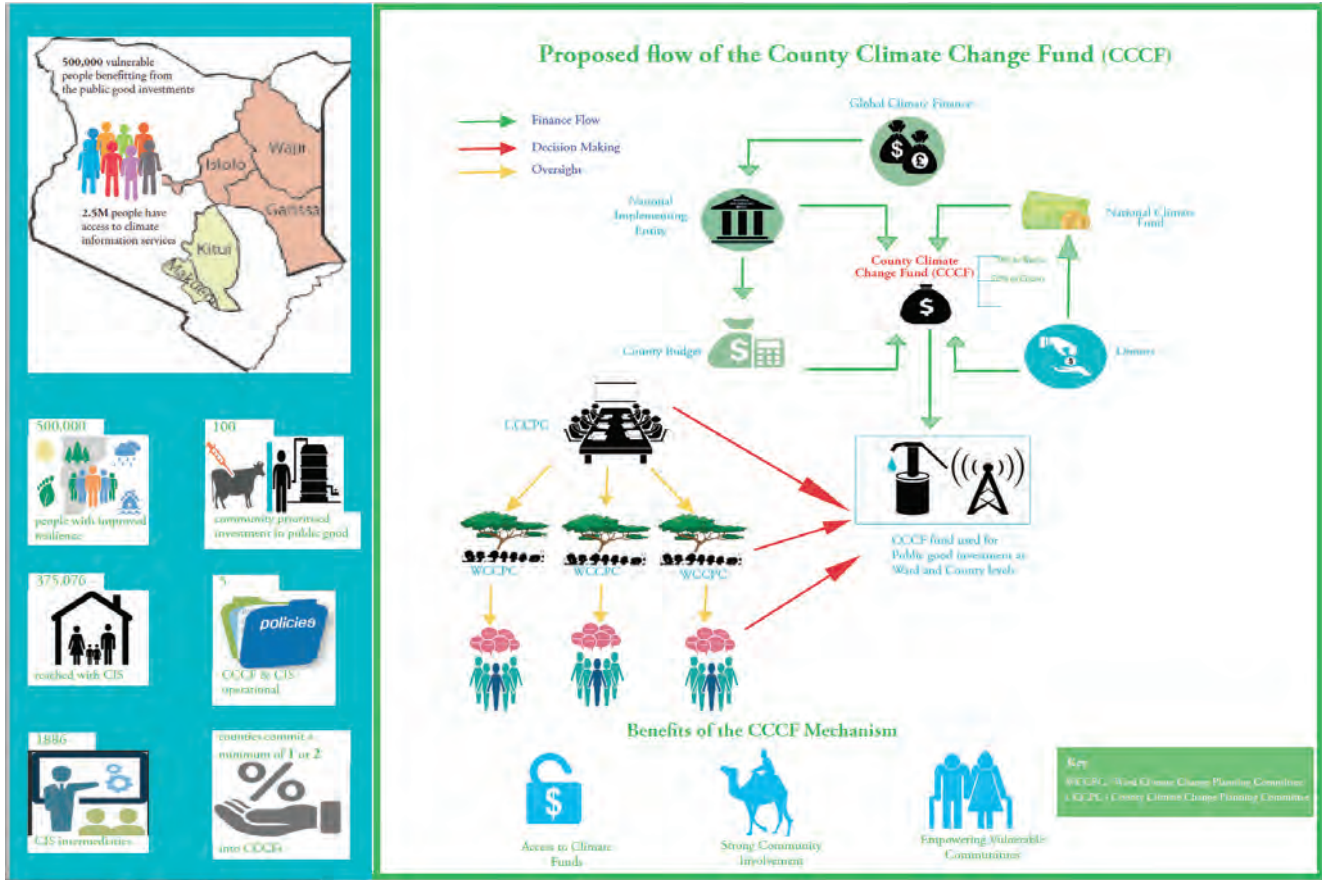 500,000 vulnerable
people benefitting from
the public good investments
Wajir
Isiolo
Garissa
2.5M people have
access to climate
information services
Kitui
Makueni
500,000
people with improved
resilience
100
community prioritised
investment in public good
375,076
reached with CIS
5
policies
CCCF & CIS
operational
1886
CIS intermediaries
counties commit a
minimum of 1 or 2
%
into CCCFs
Proposed flow of the County Climate Change Fund (CCCF)
Finance Flow
Decision Making
Oversight
Global Climate Finance
$
£
National
Implementing
Entity
National Climate
Fund
County Climate
Change Fund (CCCF)
$
County Budget
$
Donors
$
CCCPC
WCCPC
WCCPC
WCCPC
CCCF fund used for
Public good investment at
Ward and County levels
Benefits of the CCCF Mechanism
$
Access to Climate
Funds
Strong Community
Involvement
Empowering Vulnerable
Communities
Key
WCCPC - Ward Climate Change Planning Committee
CCCPC - County Climate Change Planning Committee